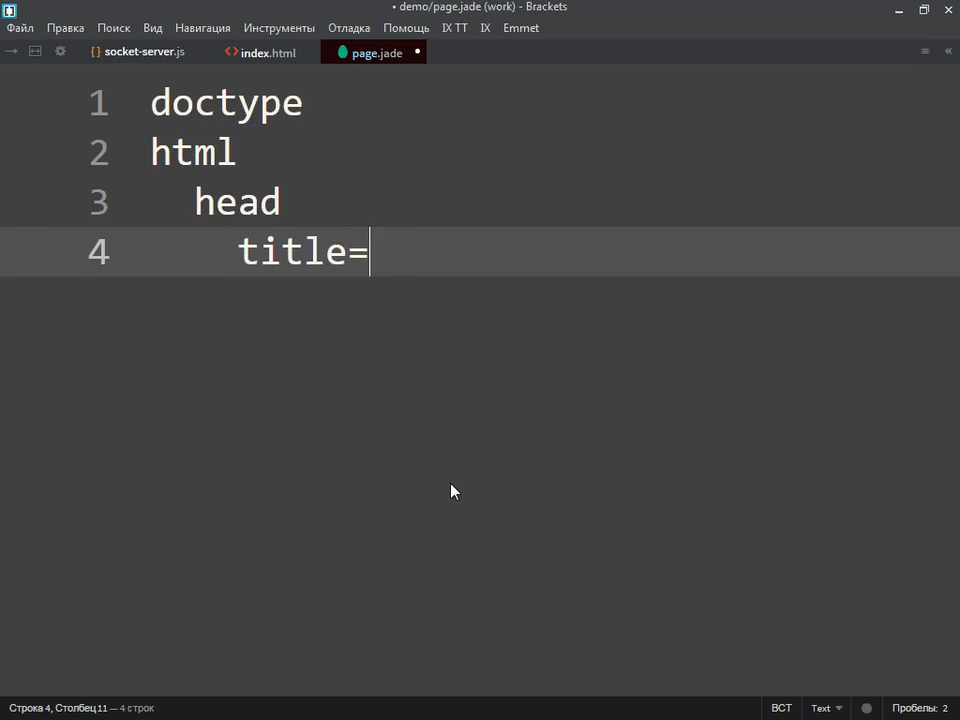 • demo/page.jade (work) - Brackets
Файл Правка Поиск Вид Навигация Инструменты Отладка Помощь IX TT IX Emmet
{} socket-server.js <> index.html page.jade •
1 doctype
2 html
3 head
4 title=
Строка 4, Столбец 11 — 4 строк ВСТ Text Пробелы: 2